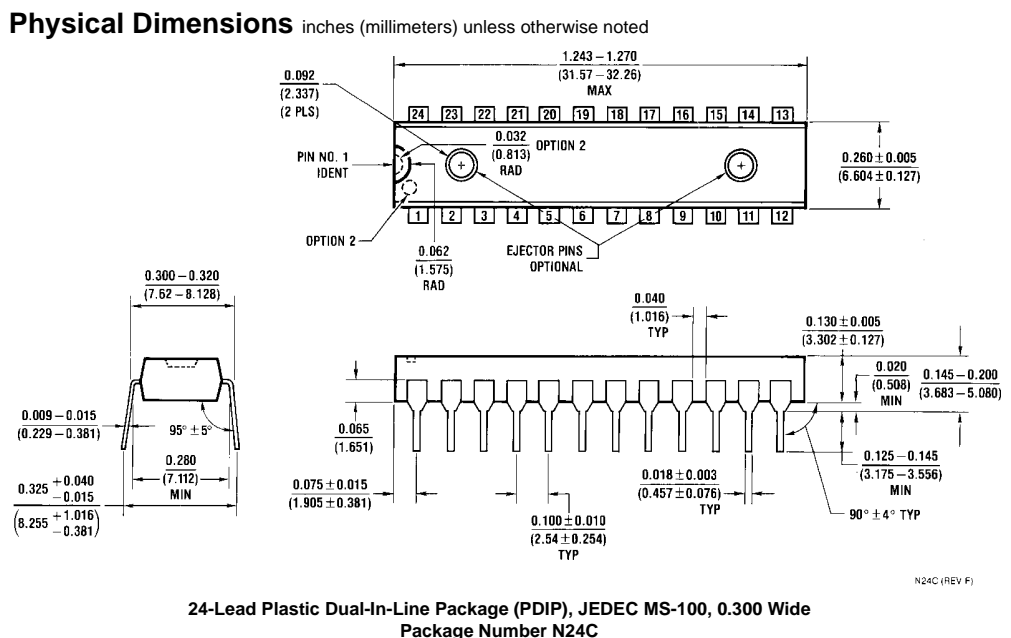 Physical Dimensions inches (millimeters) unless otherwise noted
1.243 – 1.270
(31.57 – 32.26)
MAX
0.092
(2.337)
(2 PLS)
24 23 22 21 20 19 18 17 16 15 14 13
0.032
(0.813)
RAD
OPTION 2
PIN NO. 1
IDENT
0.260 ± 0.005
(6.604 ± 0.127)
1 2 3 4 5 6 7 8 9 10 11 12
OPTION 2
0.062
(1.575)
RAD
EJECTOR PINS
OPTIONAL
0.300 – 0.320
(7.62 – 8.128)
0.040
(1.016)
TYP
0.130 ± 0.005
(3.302 ± 0.127)
0.020
(0.508)
MIN
0.145 – 0.200
(3.683 – 5.080)
0.009 – 0.015
(0.229 – 0.381)
95° ± 5°
0.280
(7.112)
MIN
0.065
(1.651)
0.325 + 0.040
– 0.015
(8.255 + 1.016
– 0.381)
0.075 ± 0.015
(1.905 ± 0.381)
0.100 ± 0.010
(2.54 ± 0.254)
TYP
0.018 ± 0.003
(0.457 ± 0.076)
TYP
0.125 – 0.145
(3.175 – 3.556)
MIN
90° ± 4° TYP
N24C (REV F)
24-Lead Plastic Dual-In-Line Package (PDIP), JEDEC MS-100, 0.300 Wide
Package Number N24C